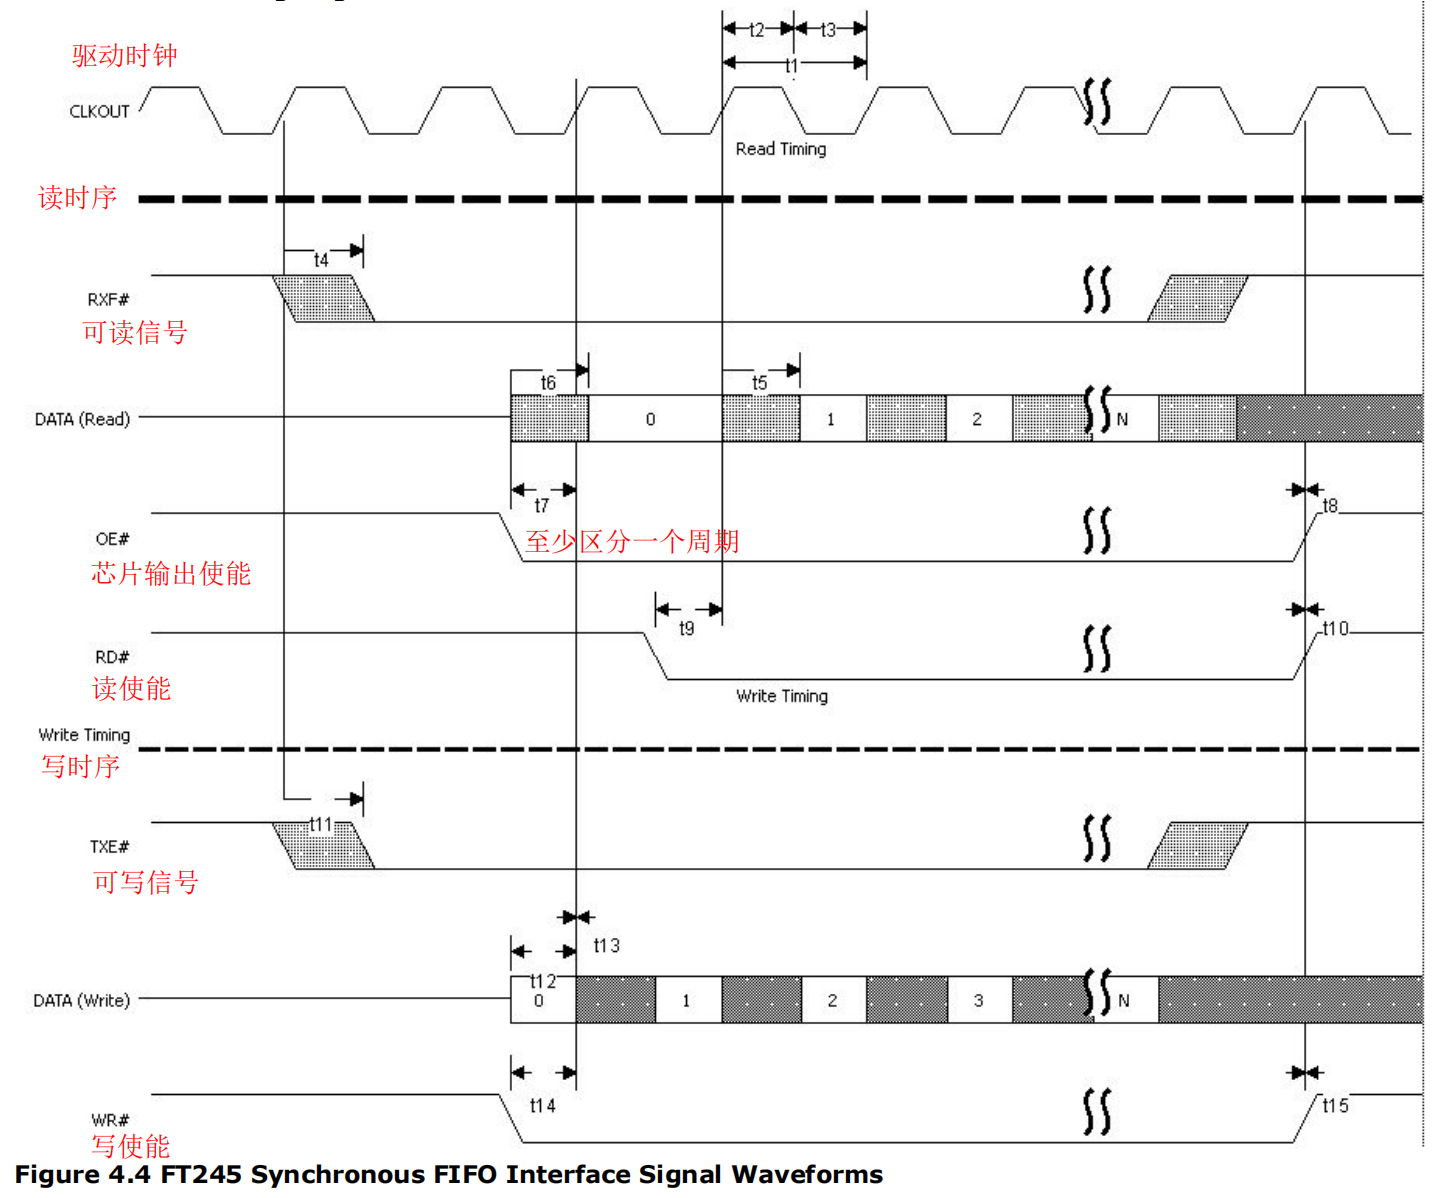 t2
t3
驱动时钟
t1
CLKOUT
Read Timing
读时序
t4
RXF#
可读信号
t6
t5
DATA (Read)
0
1
2
N
t7
t8
OE#
至少区分一个周期
芯片输出使能
t9
t10
RD#
读使能
Write Timing
Write Timing
写时序
t11
TXE#
可写信号
t13
t12
DATA (Write)
0
1
2
3
N
t14
t15
WR#
写使能
Figure 4.4 FT245 Synchronous FIFO Interface Signal Waveforms